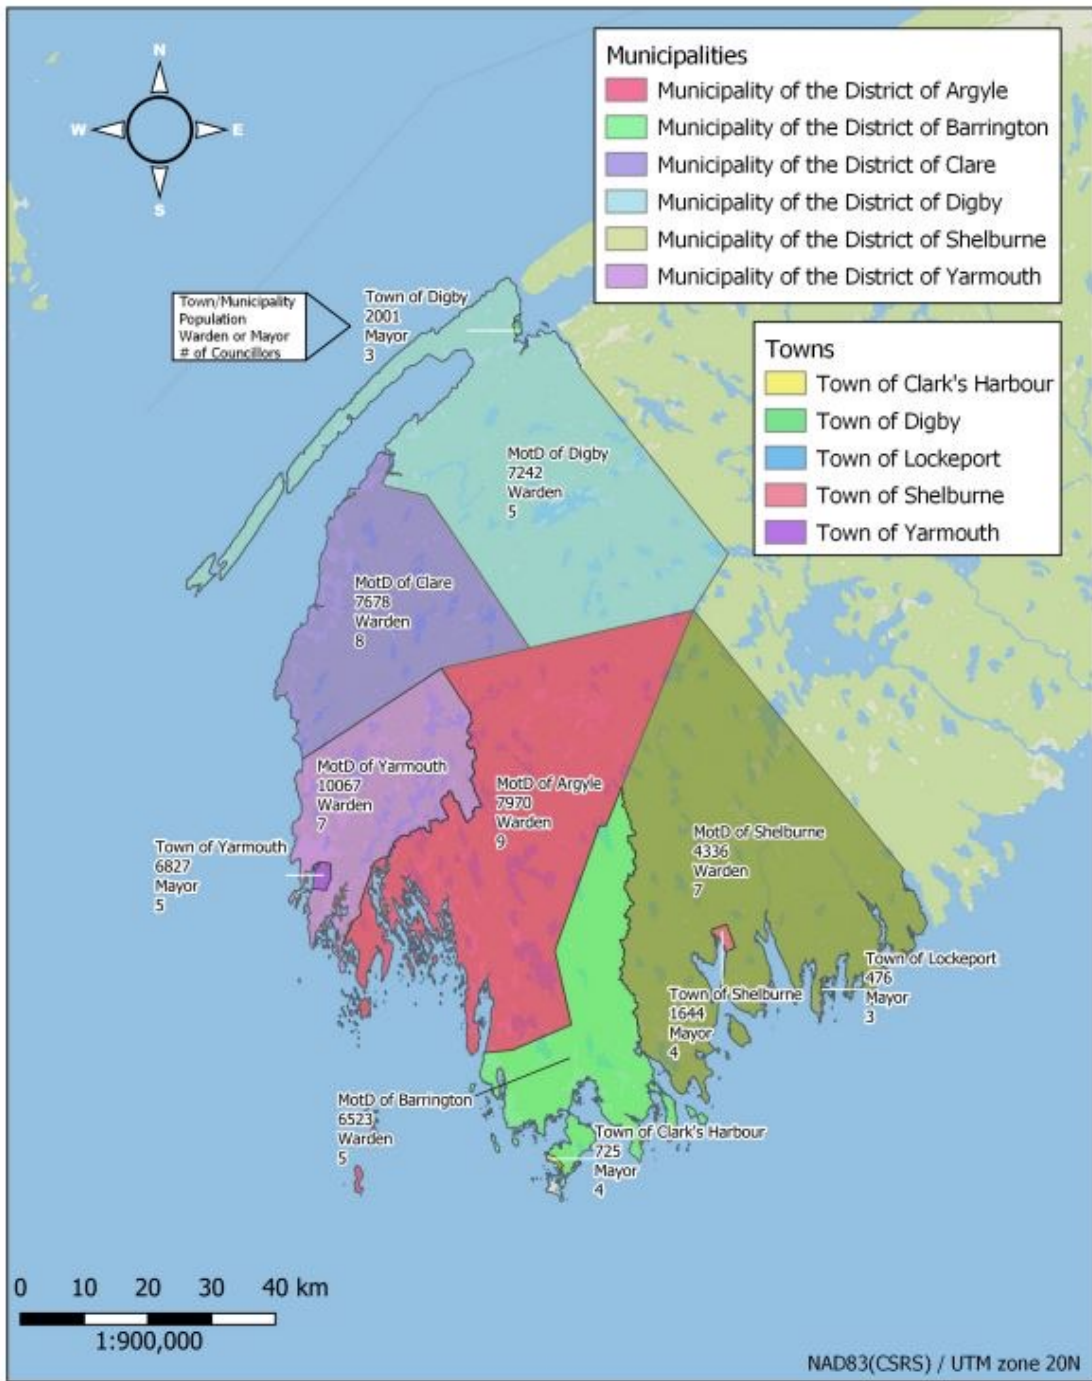 N
W
E
S
Municipalities
Municipality of the District of Argyle
Municipality of the District of Barrington
Municipality of the District of Clare
Municipality of the District of Digby
Municipality of the District of Shelburne
Municipality of the District of Yarmouth
Town/Municipality
Population
Warden or Mayor
# of Councillors
Town of Digby
2001
Mayor
3
Towns
Town of Clark's Harbour
Town of Digby
Town of Lockeport
Town of Shelburne
Town of Yarmouth
MotD of Digby
7242
Warden
5
MotD of Clare
7678
Warden
8
MotD of Yarmouth
10067
Warden
7
MotD of Argyle
7970
Warden
9
MotD of Shelburne
4336
Warden
7
Town of Yarmouth
6827
Mayor
5
Town of Lockeport
476
Mayor
3
Town of Shelburne
1644
Mayor
4
MotD of Barrington
6523
Warden
5
Town of Clark's Harbour
725
Mayor
4
0 10 20 30 40 km
1:900,000
NAD83(CSRS) / UTM zone 20N